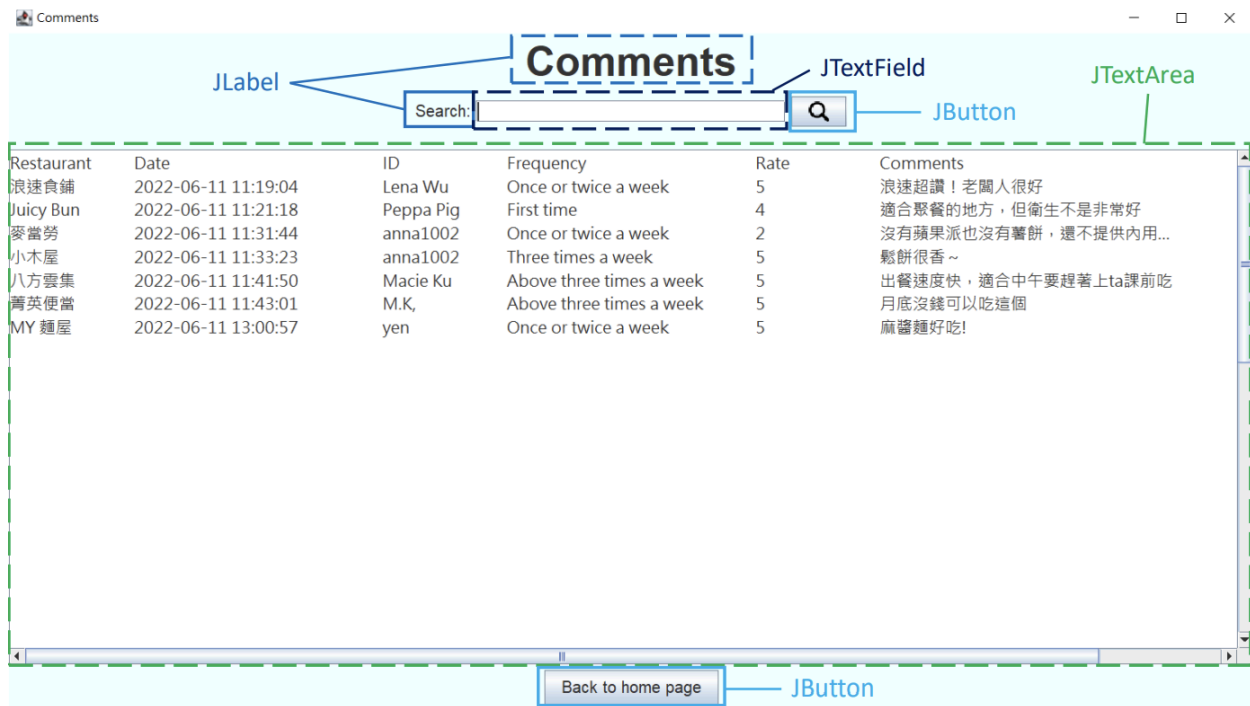 Comments
Comments
JLabel
JTextField
JTextArea
Search:
JButton
Restaurant Date ID Frequency Rate Comments
浪速食鋪 2022-06-11 11:19:04 Lena Wu Once or twice a week 5 浪速超讚！老闆人很好
Juicy Bun 2022-06-11 11:21:18 Peppa Pig First time 4 適合聚餐的地方，但衛生不是非常好
麥當勞 2022-06-11 11:31:44 anna1002 Once or twice a week 2 沒有蘋果派也沒有薯餅，還不提供內用...
小木屋 2022-06-11 11:33:23 anna1002 Three times a week 5 鬆餅很香～
八方雲集 2022-06-11 11:41:50 Macie Ku Above three times a week 5 出餐速度快，適合中午要趕著上ta課前吃
菁英便當 2022-06-11 11:43:01 M.K, Above three times a week 5 月底沒錢可以吃這個
MY 麵屋 2022-06-11 13:00:57 yen Once or twice a week 5 麻醬麵好吃!
Back to home page
JButton